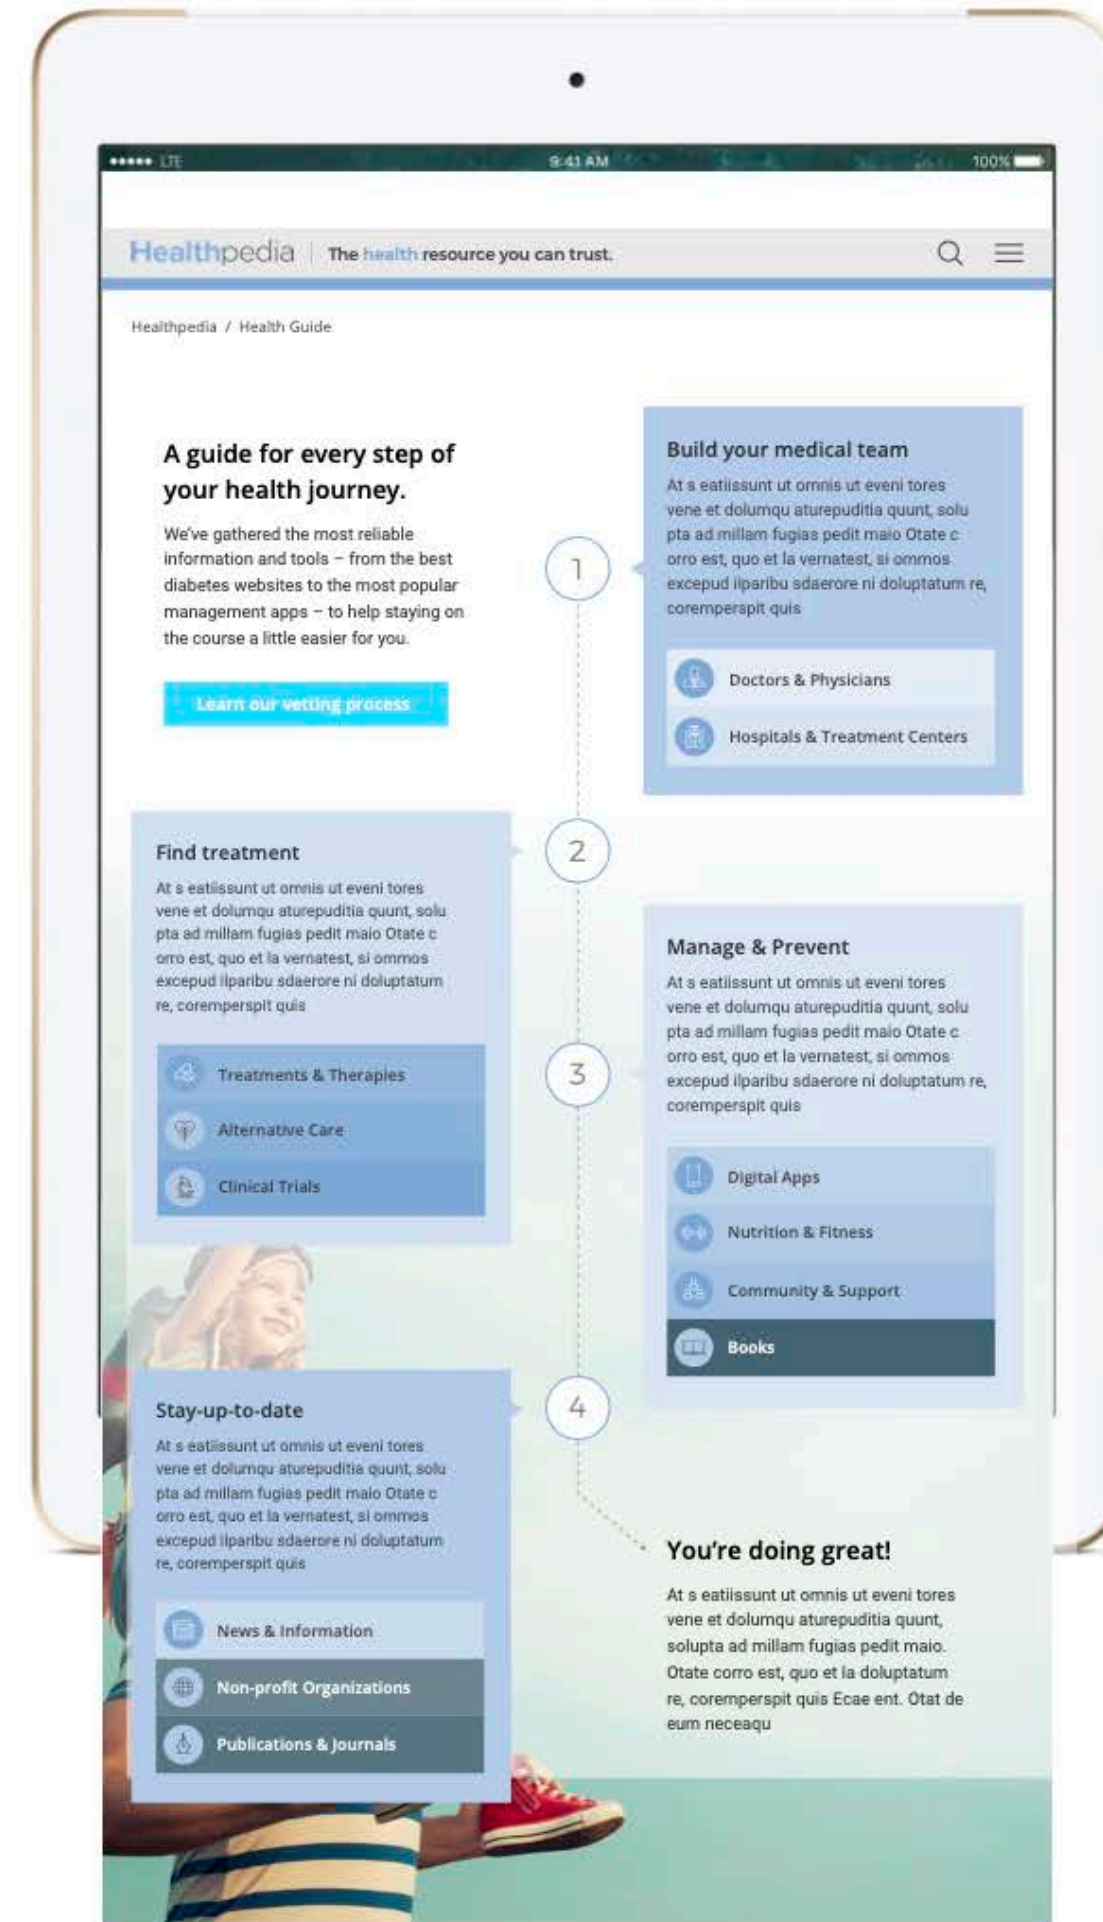 LTE 9:41 AM 100%
Healthpedia The health resource you can trust.
Healthpedia / Health Guide
A guide for every step of
your health journey.
We've gathered the most reliable
information and tools – from the best
diabetes websites to the most popular
management apps – to help staying on
the course a little easier for you.
Learn our vetting process
1
Build your medical team
At s eatiissunt ut omnis ut eveni tores
vene et dolumqu aturepuditia quunt, solu
pta ad millam fugias pedit maio Otate c
orro est, quo et la vernatest, si ommos
excepud ilparibu sdaerore ni doluptatum re,
coremperspit quis
Doctors & Physicians
Hospitals & Treatment Centers
2
Find treatment
At s eatiissunt ut omnis ut eveni tores
vene et dolumqu aturepuditia quunt, solu
pta ad millam fugias pedit maio Otate c
orro est, quo et la vernatest, si ommos
excepud ilparibu sdaerore ni doluptatum
re, coremperspit quis
Treatments & Therapies
Alternative Care
Clinical Trials
3
Manage & Prevent
At s eatiissunt ut omnis ut eveni tores
vene et dolumqu aturepuditia quunt, solu
pta ad millam fugias pedit maio Otate c
orro est, quo et la vernatest, si ommos
excepud ilparibu sdaerore ni doluptatum re,
coremperspit quis
Digital Apps
Nutrition & Fitness
Community & Support
Books
4
Stay-up-to-date
At s eatiissunt ut omnis ut eveni tores
vene et dolumqu aturepuditia quunt, solu
pta ad millam fugias pedit maio Otate c
orro est, quo et la vernatest, si ommos
excepud ilparibu sdaerore ni doluptatum
re, coremperspit quis
News & Information
Non-profit Organizations
Publications & Journals
You're doing great!
At s eatiissunt ut omnis ut eveni tores
vene et dolumqu aturepuditia quunt,
solupta ad millam fugias pedit maio.
Otate corro est, quo et la doluptatum
re, coremperspit quis Ecae ent. Otat de
eum neceaqu